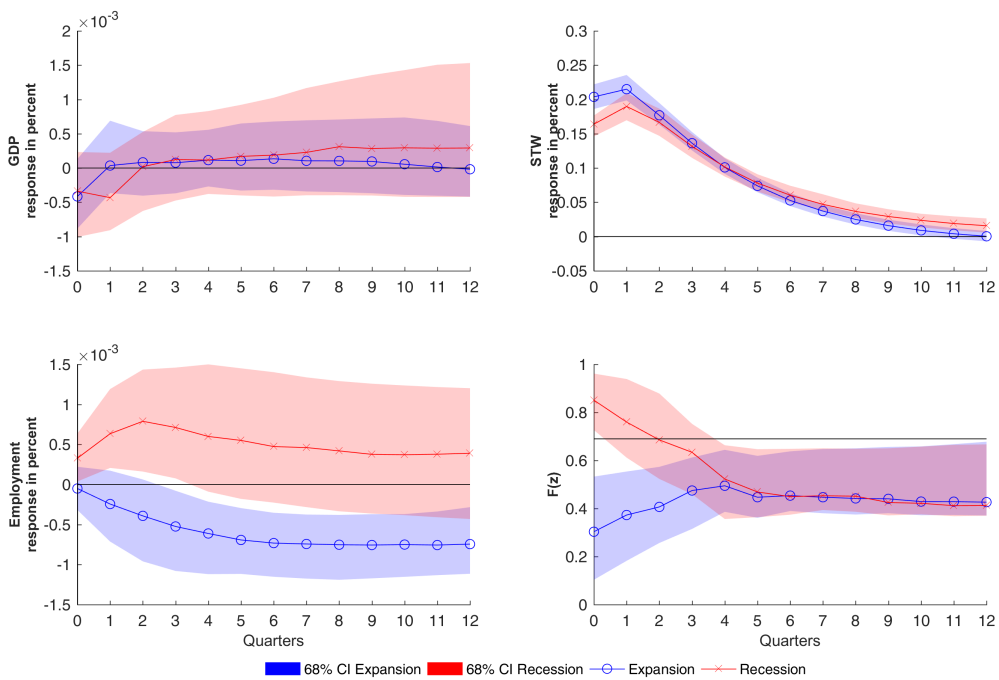 ×10⁻³
2
1.5
1
0.5
0
-0.5
-1
-1.5
GDP
response in percent
0 1 2 3 4 5 6 7 8 9 10 11 12
0.3
0.25
0.2
0.15
0.1
0.05
0
-0.05
STW
response in percent
0 1 2 3 4 5 6 7 8 9 10 11 12
×10⁻³
1.5
1
0.5
0
-0.5
-1
-1.5
Employment
response in percent
0 1 2 3 4 5 6 7 8 9 10 11 12
Quarters
1
0.8
0.6
0.4
0.2
0
F(z)
0 1 2 3 4 5 6 7 8 9 10 11 12
Quarters
68% CI Expansion 68% CI Recession Expansion Recession